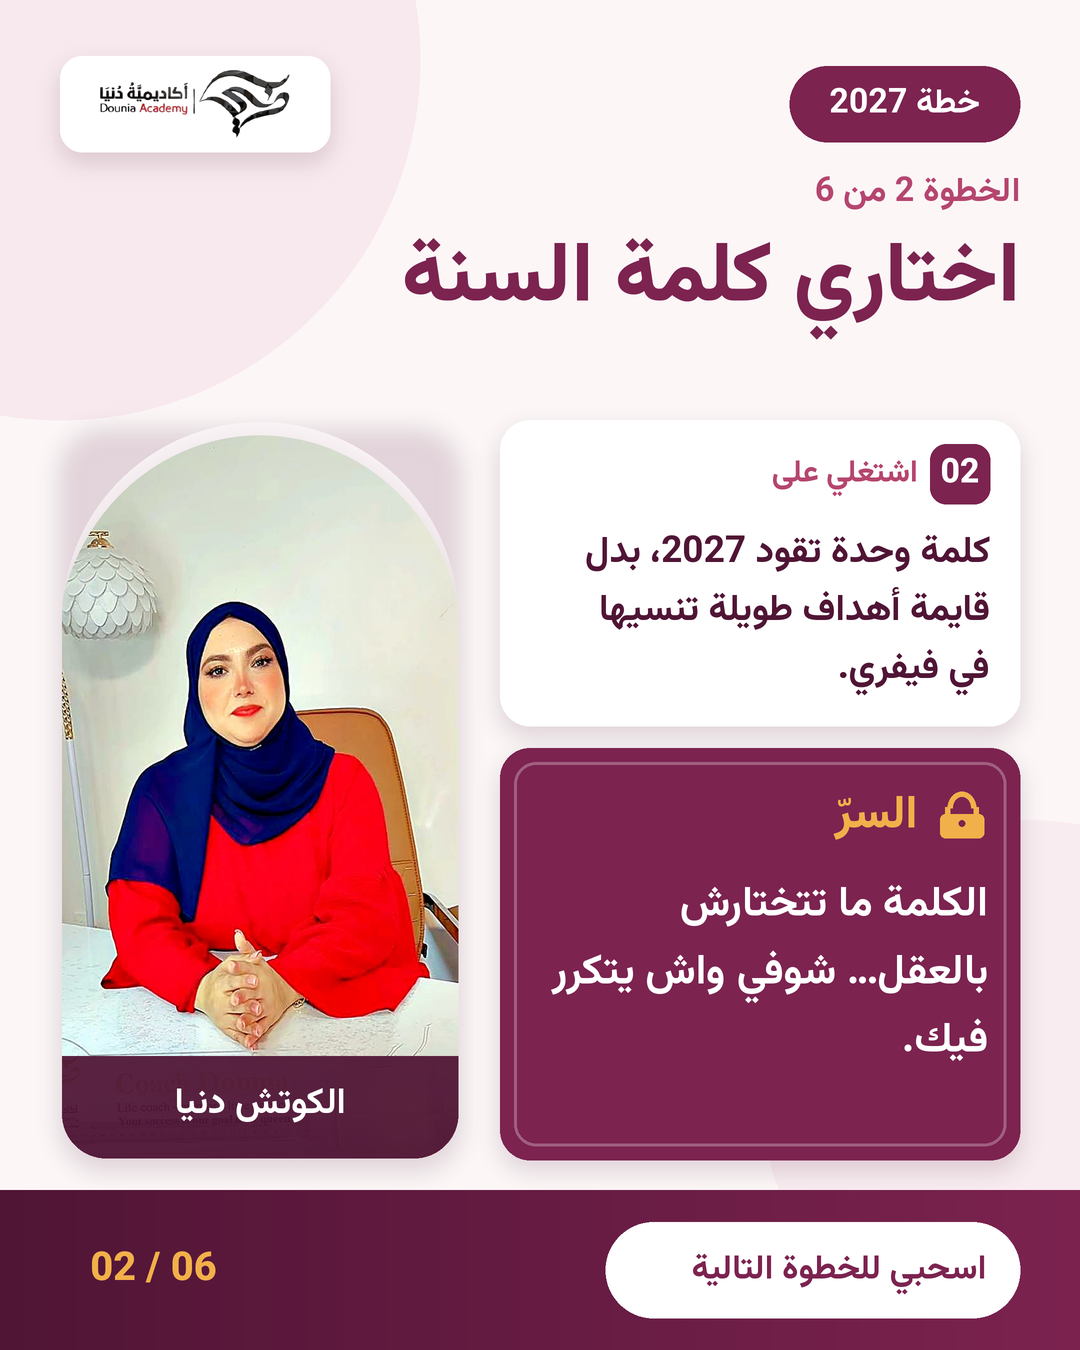 أكاديميَّةُ دُنيَا
Dounia Academy
خطة 2027
الخطوة 2 من 6
اختاري كلمة السنة
02
اشتغلي على
كلمة وحدة تقود 2027، بدل
قايمة أهداف طويلة تنسيها
في فيفري.
السرّ
الكلمة ما تتختارش
بالعقل... شوفي واش يتكرر
فيك.
الكوتش دنيا
اسحبي للخطوة التالية
02 / 06